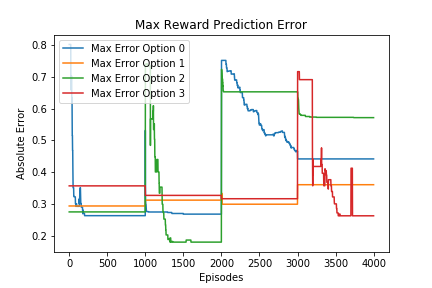 Max Reward Prediction Error
Absolute Error
0.8
0.7
0.6
0.5
0.4
0.3
0.2
Max Error Option 0
Max Error Option 1
Max Error Option 2
Max Error Option 3
0 500 1000 1500 2000 2500 3000 3500 4000
Episodes